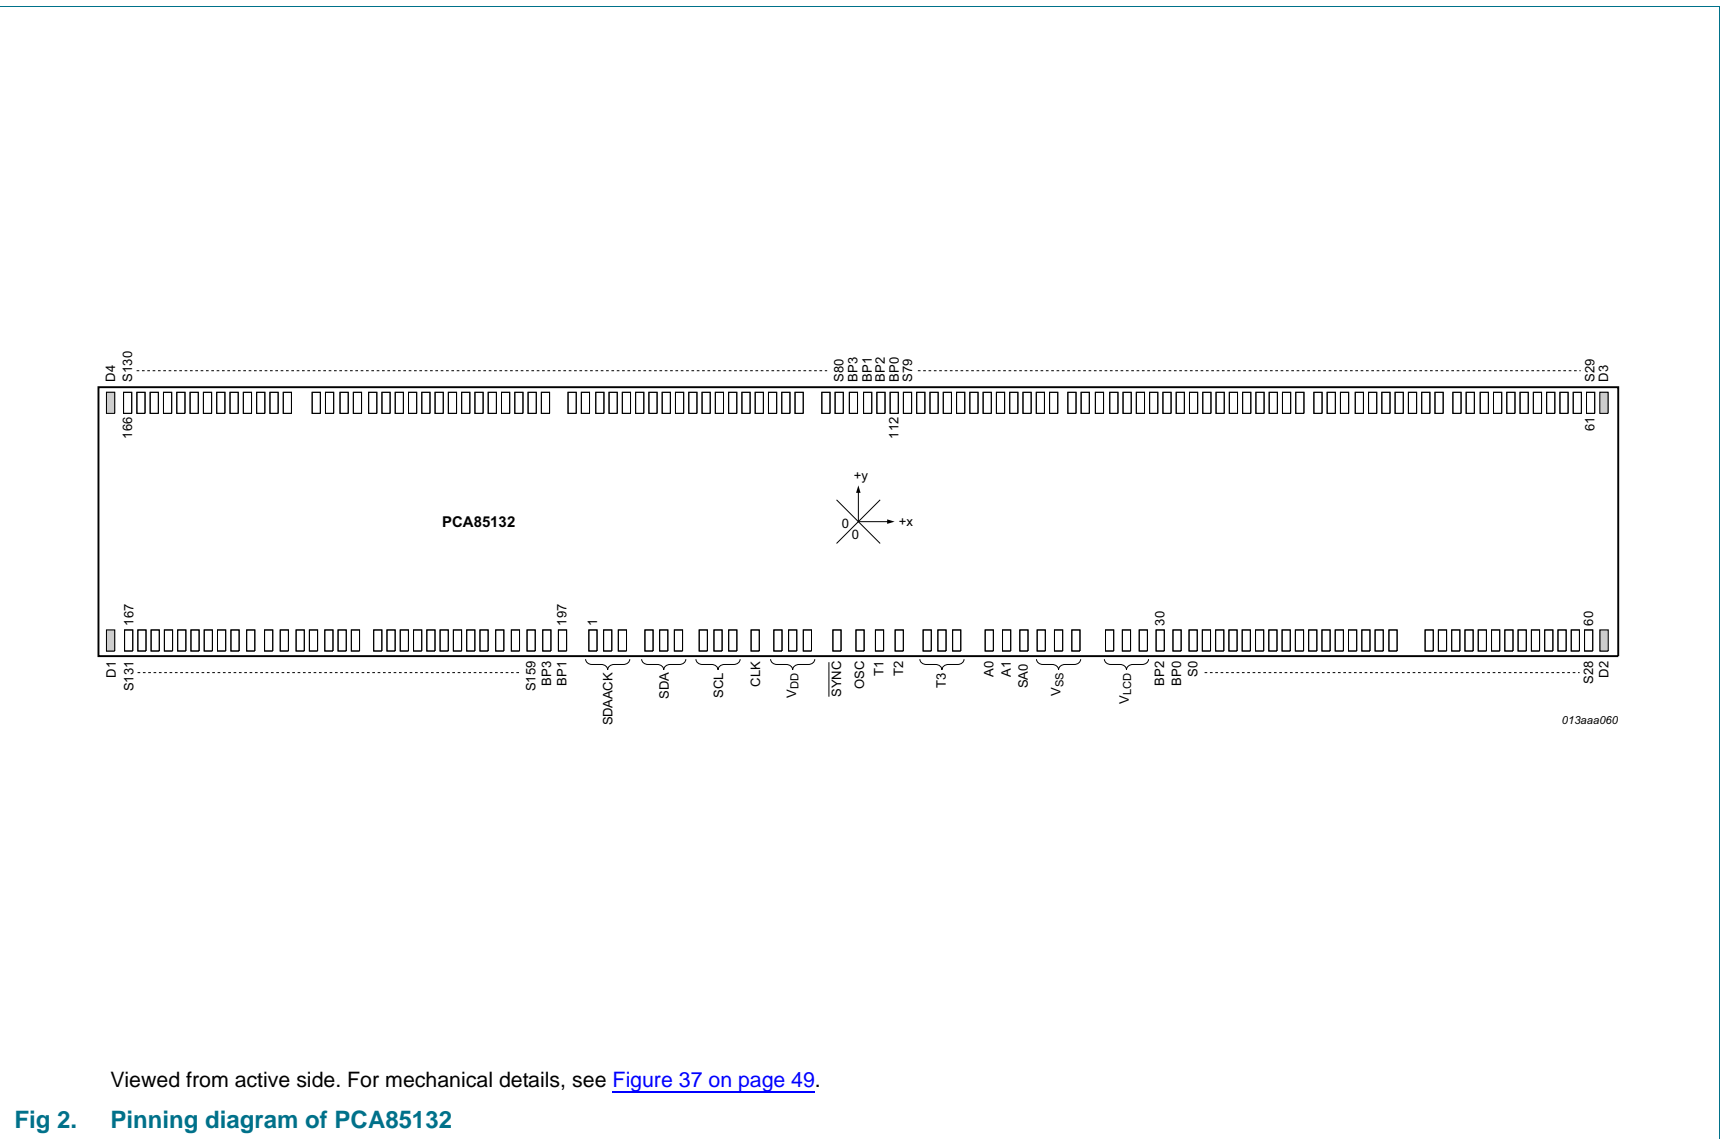 D4 S130 S80 BP3 BP1 BP2 BP0 S79 S29 D3
166 112 61
+y
PCA85132 0 +x
0
167 197 1 30 60
D1 S131 S159 BP3 BP1 SDAACK SDA SCL CLK VDD SYNC OSC T1 T2 T3 A0 A1 SA0 VSS VLCD BP2 BP0 S0 S28 D2
013aaa060
Viewed from active side. For mechanical details, see Figure 37 on page 49.
Fig 2. Pinning diagram of PCA85132